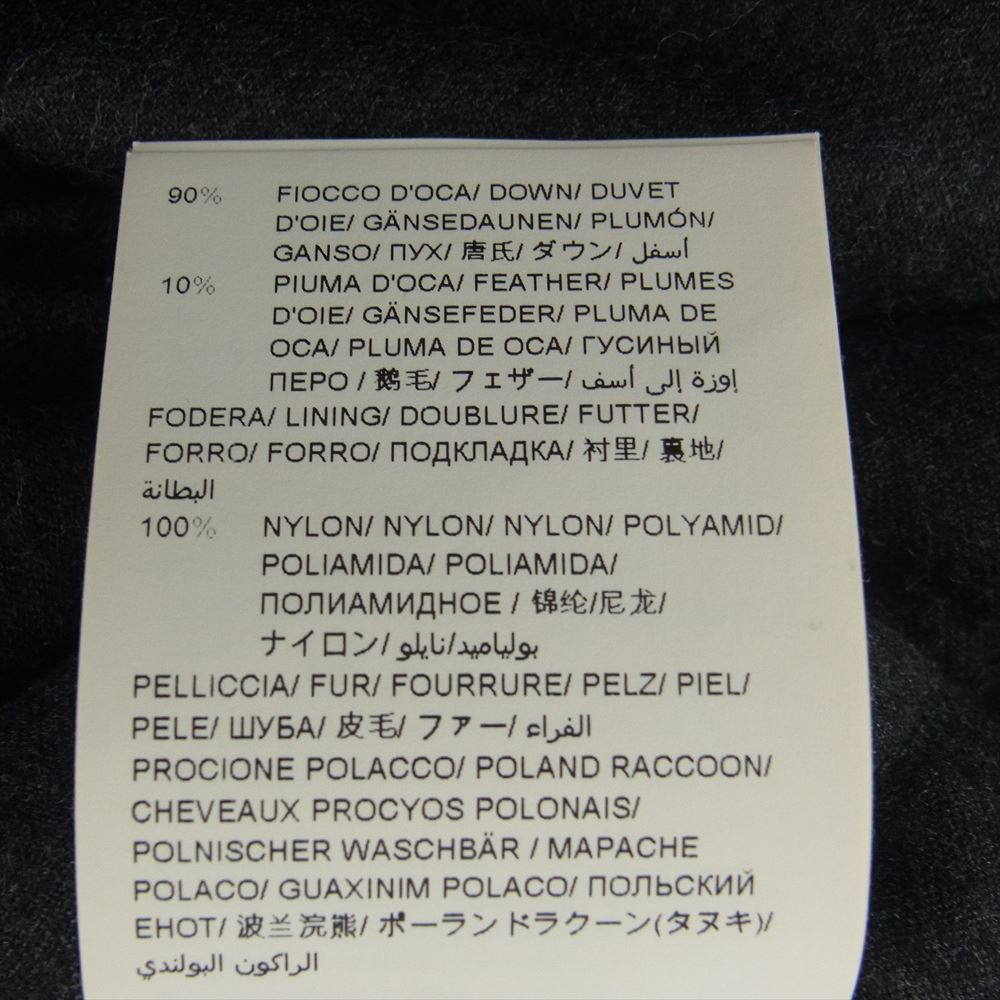 90% FIOCCO D'OCA/ DOWN/ DUVET
D'OIE/ GÄNSEDAUNEN/ PLUMÓN/
GANSO/ ПУХ/ 唐氏/ ダウン/ أسفل
10% PIUMA D'OCA/ FEATHER/ PLUMES
D'OIE/ GÄNSEFEDER/ PLUMA DE
OCA/ PLUMA DE OCA/ ГУСИНЫЙ
ПЕРО / 鹅毛/ フェザー/ إوزة إلى أسف
FODERA/ LINING/ DOUBLURE/ FUTTER/
FORRO/ FORRO/ ПОДКЛАДКА/ 衬里/ 裏地/
البطانة
100% NYLON/ NYLON/ NYLON/ POLYAMID/
POLIAMIDA/ POLIAMIDA/
ПОЛИАМИДНОЕ / 锦纶/尼龙/
ナイロン/ بولياميد/نايلو
PELLICCIA/ FUR/ FOURRURE/ PELZ/ PIEL/
PELE/ ШУБА/ 皮毛/ ファー/ الفراء
PROCIONE POLACCO/ POLAND RACCOON/
CHEVEAUX PROCYOS POLONAIS/
POLNISCHER WASCHBÄR / MAPACHE
POLACO/ GUAXINIM POLACO/ ПОЛЬСКИЙ
ЕНОТ/ 波兰浣熊/ ポーランドラクーン(タヌキ)/
الراكون البولندي